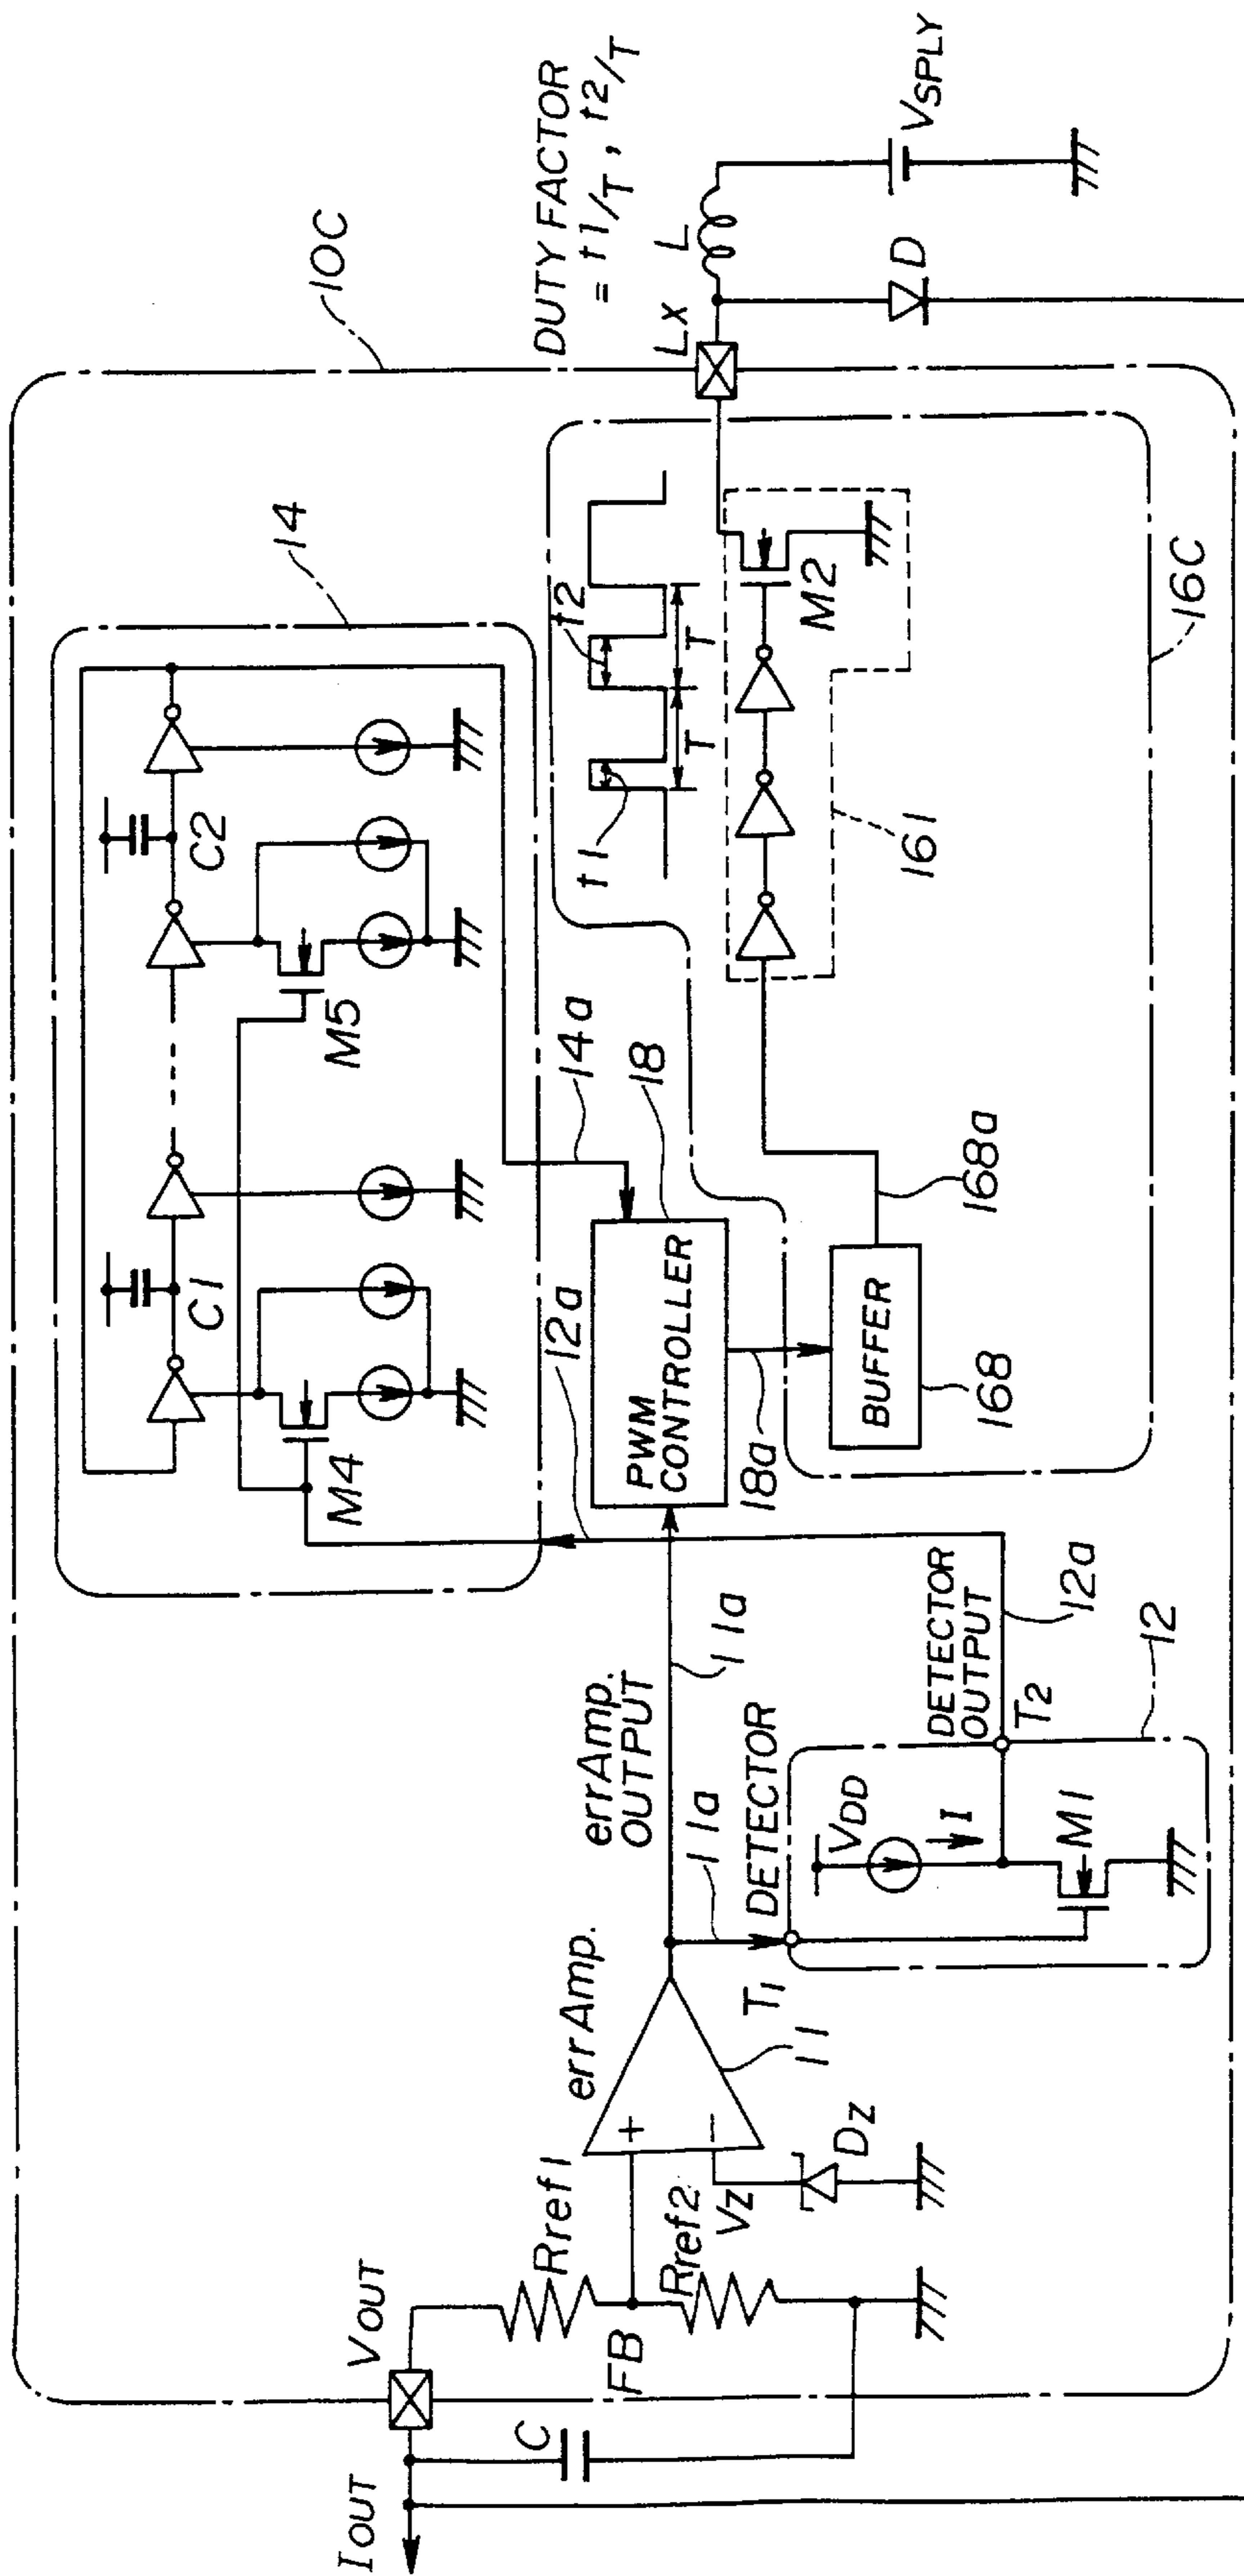 10C
14
C1
C2
M4
M5
12a
14a
18
PWM
CONTROLLER
18a
BUFFER
168
168a
161
M2
16C
t1
t2
T
T
DUTY FACTOR
= t1/T, t2/T
LX
L
D
VSPLY
IOUT
VOUT
C
Rref1
FB
Rref2
VZ
DZ
errAmp.
+
−
11
errAmp.
OUTPUT
11a
11a
T1
DETECTOR
VDD
I
M1
DETECTOR
OUTPUT
T2
12a
12